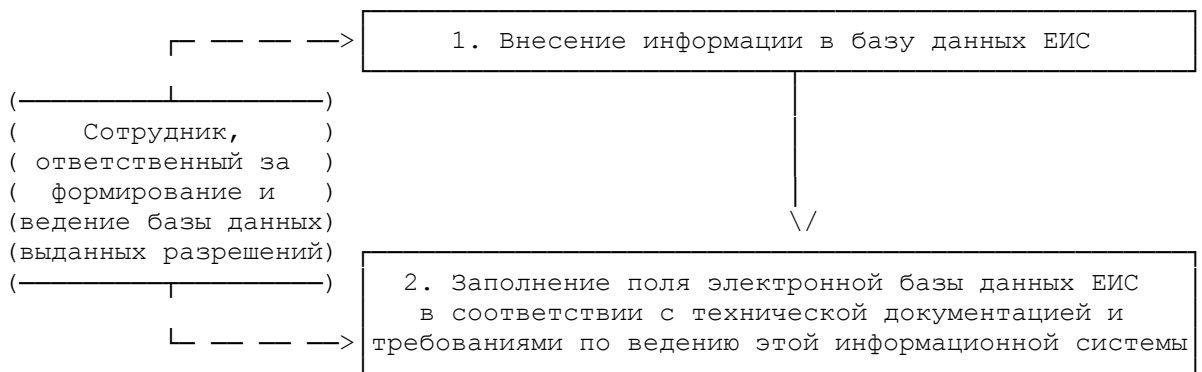 1. Внесение информации в базу данных ЕИС
Сотрудник,
ответственный за
формирование и
ведение базы данных
выданных разрешений
2. Заполнение поля электронной базы данных ЕИС
в соответствии с технической документацией и
требованиями по ведению этой информационной системы